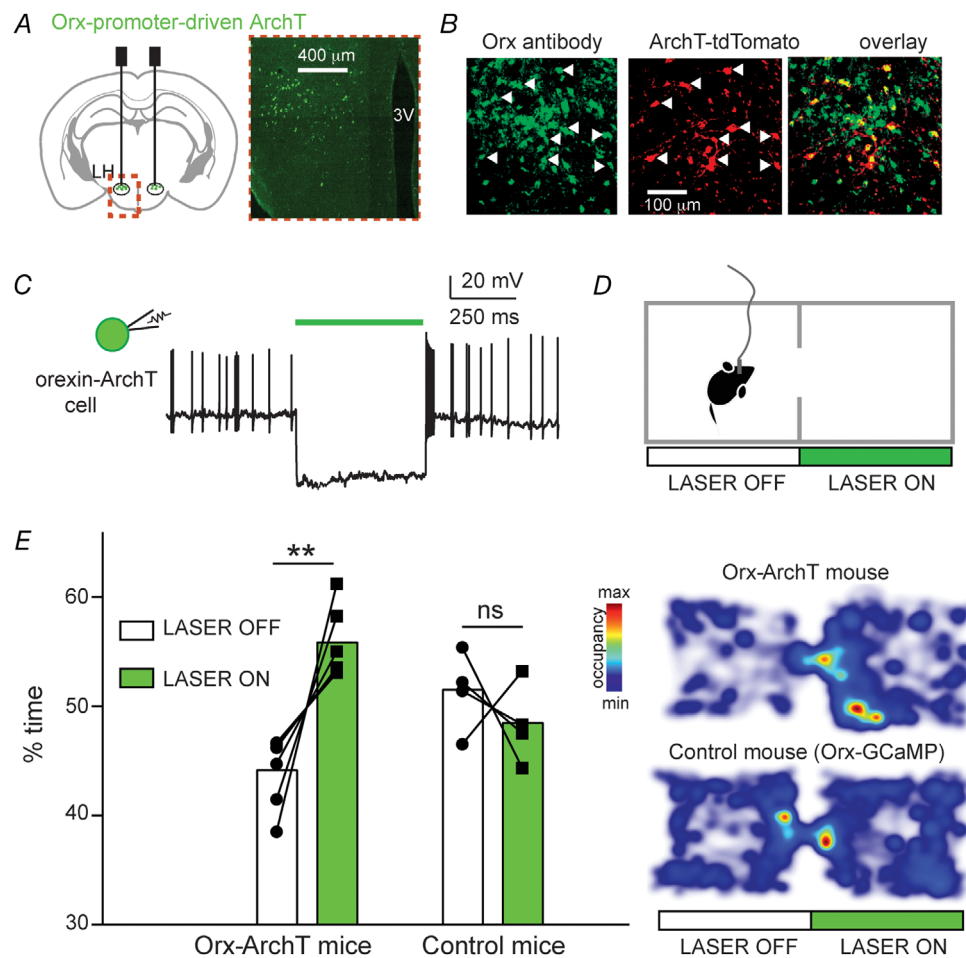 A Orx-promoter-driven ArchT
400 µm
3V
LH
B
Orx antibody ArchT-tdTomato overlay
100 µm
C
20 mV
250 ms
orexin-ArchT
cell
D
LASER OFF LASER ON
E
% time
60
50
40
30
LASER OFF
LASER ON
**
ns
Orx-ArchT mice Control mice
max
occupancy
min
Orx-ArchT mouse
Control mouse (Orx-GCaMP)
LASER OFF LASER ON